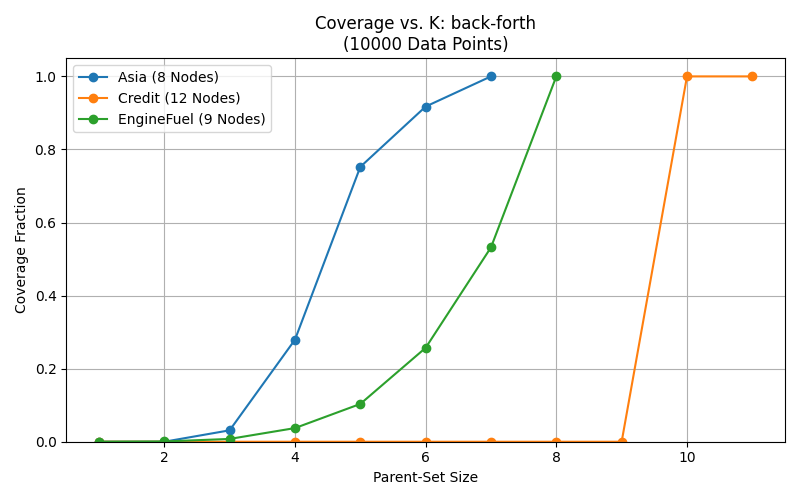 Coverage vs. K: back-forth
(10000 Data Points)
Asia (8 Nodes)
Credit (12 Nodes)
EngineFuel (9 Nodes)
1.0
0.8
0.6
0.4
0.2
0.0
Coverage Fraction
2 4 6 8 10
Parent-Set Size